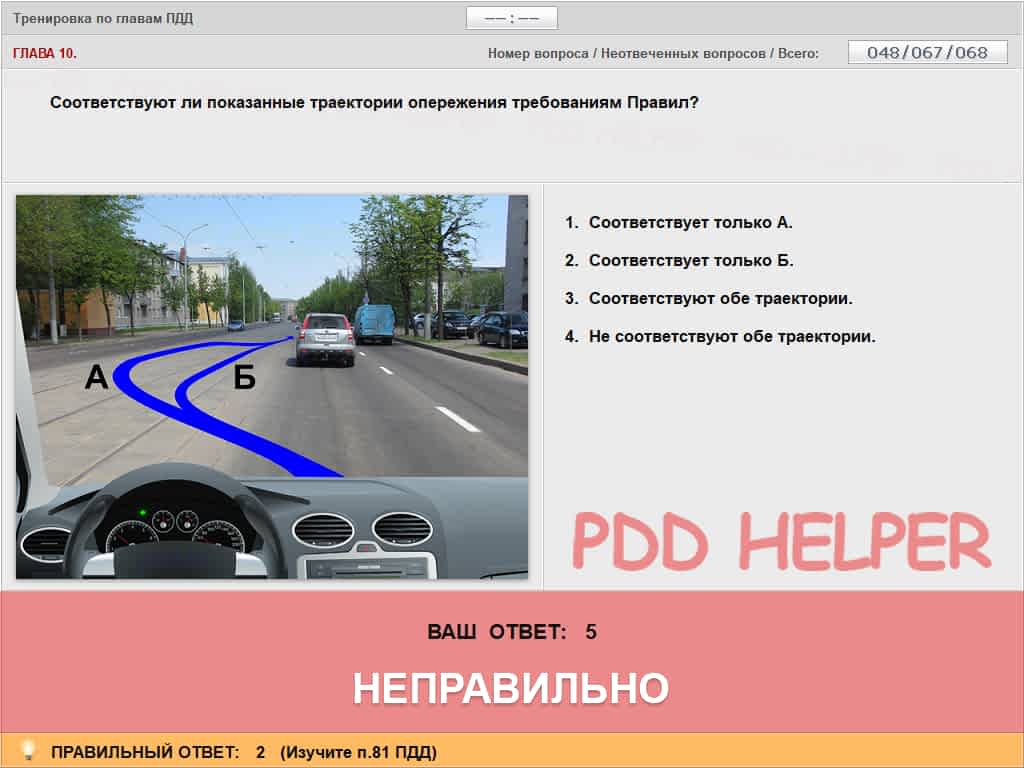 Тренировка по главам ПДД
—— : ——
ГЛАВА 10.
Номер вопроса / Неотвеченных вопросов / Всего: 048/067/068
Соответствуют ли показанные траектории опережения требованиям Правил?
1. Соответствует только А.
2. Соответствует только Б.
3. Соответствуют обе траектории.
4. Не соответствуют обе траектории.
А
Б
PDD HELPER
ВАШ ОТВЕТ: 5
НЕПРАВИЛЬНО
ПРАВИЛЬНЫЙ ОТВЕТ: 2 (Изучите п.81 ПДД)